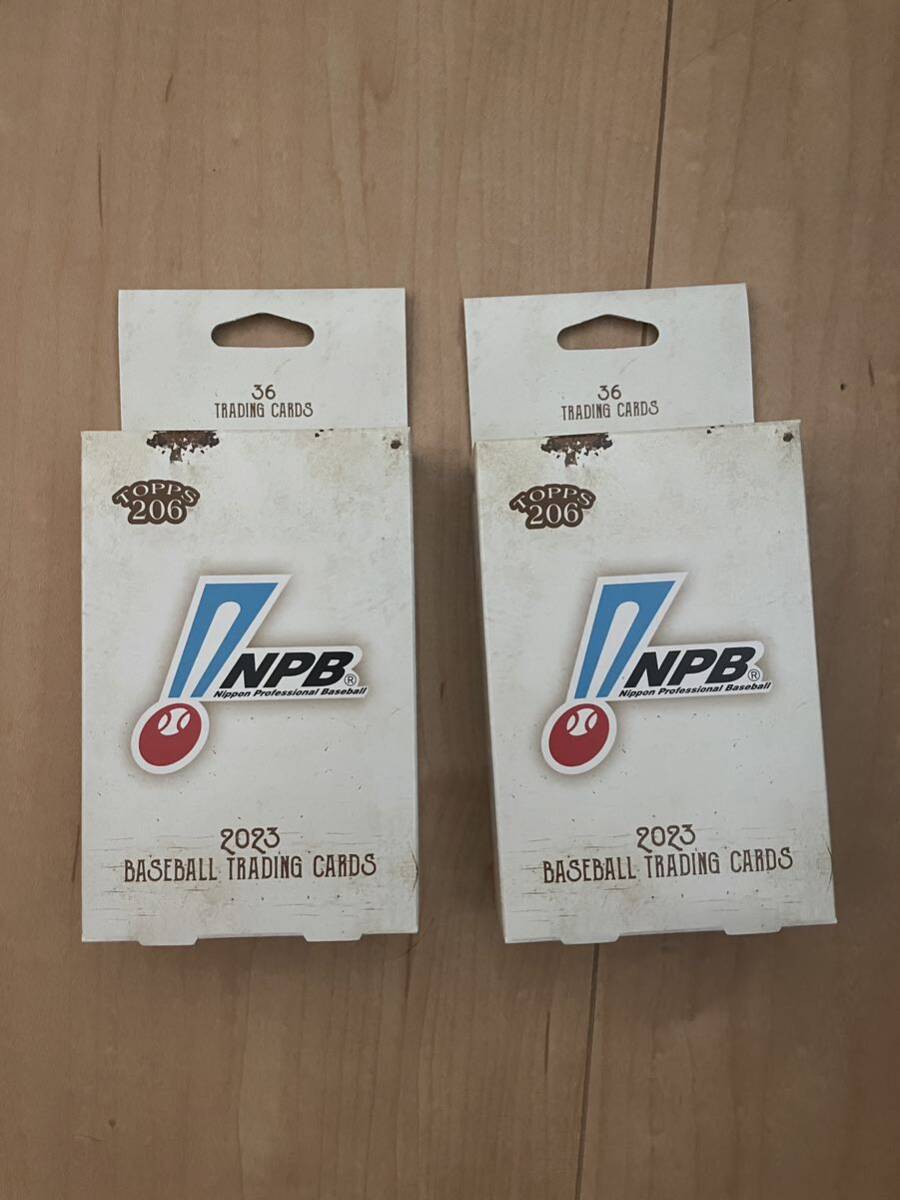 36
TRADING CARDS
TOPPS
206
NPB®
Nippon Professional Baseball
2023
BASEBALL TRADING CARDS
36
TRADING CARDS
TOPPS
206
NPB®
Nippon Professional Baseball
2023
BASEBALL TRADING CARDS